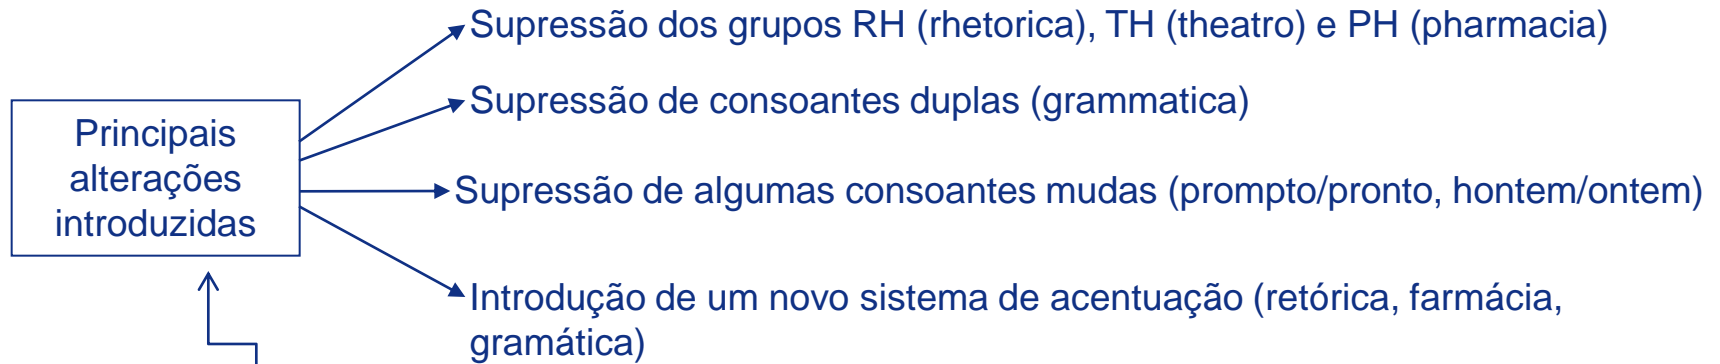 Supressão dos grupos RH (rhetorica), TH (theatro) e PH (pharmacia)
Supressão de consoantes duplas (grammatica)
Principais
alterações
introduzidas
Supressão de algumas consoantes mudas (prompto/pronto, hontem/ontem)
Introdução de um novo sistema de acentuação (retórica, farmácia,
gramática)